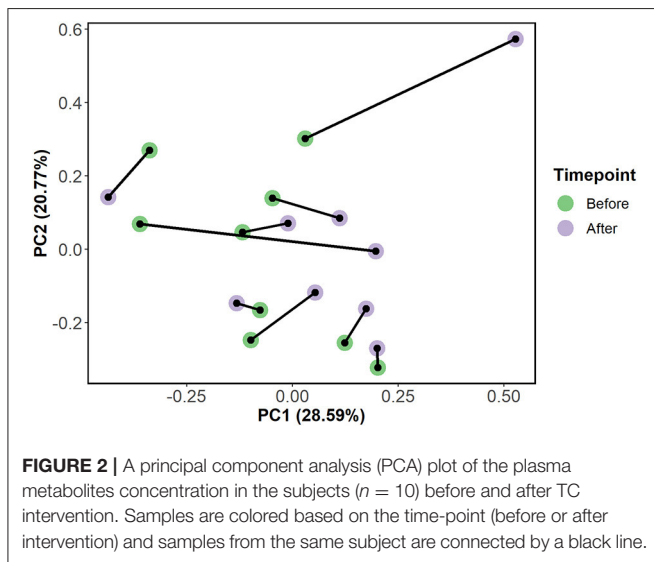 0.6
0.4
0.2
0.0
-0.2
PC2 (20.77%)
-0.25
0.00
0.25
0.50
PC1 (28.59%)
Timepoint
Before
After
FIGURE 2 | A principal component analysis (PCA) plot of the plasma
metabolites concentration in the subjects (n = 10) before and after TC
intervention. Samples are colored based on the time-point (before or after
intervention) and samples from the same subject are connected by a black line.